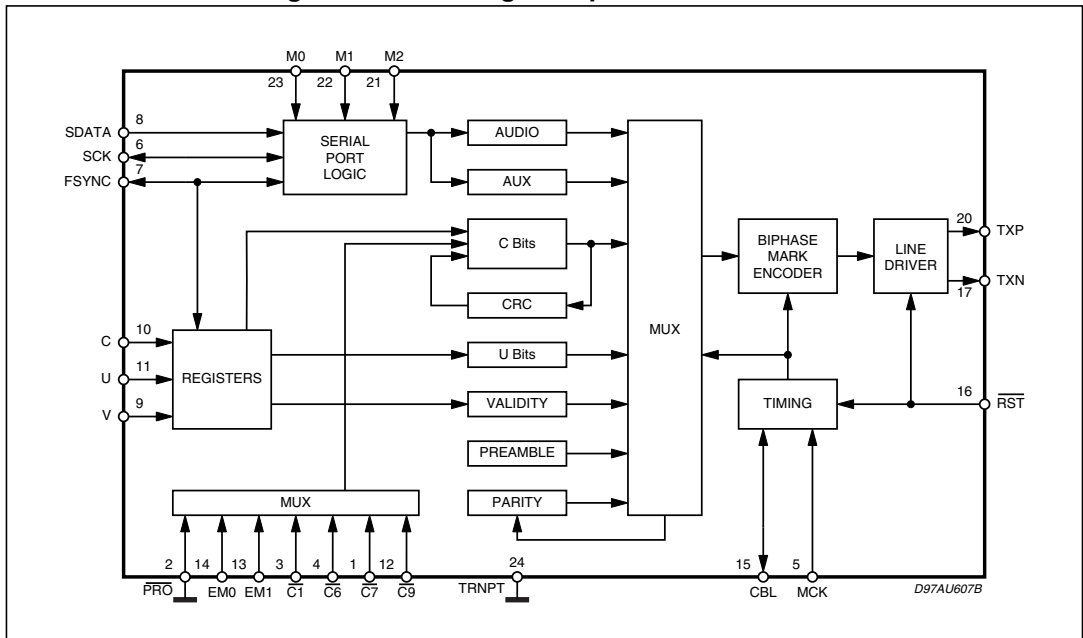 M0 M1 M2
23 22 21
SDATA 8
SCK 6
FSYNC 7
SERIAL
PORT
LOGIC
AUDIO
AUX
C Bits
CRC
MUX
BIPHASE
MARK
ENCODER
LINE
DRIVER
20 TXP
TXN
17
C 10
U 11
V 9
REGISTERS
U Bits
VALIDITY
PREAMBLE
PARITY
TIMING
16
RST
MUX
2 14 13 3 4 1 12
PRO EM0 EM1 C1 C6 C7 C9
24
TRNPT
15 5
CBL MCK
D97AU607B